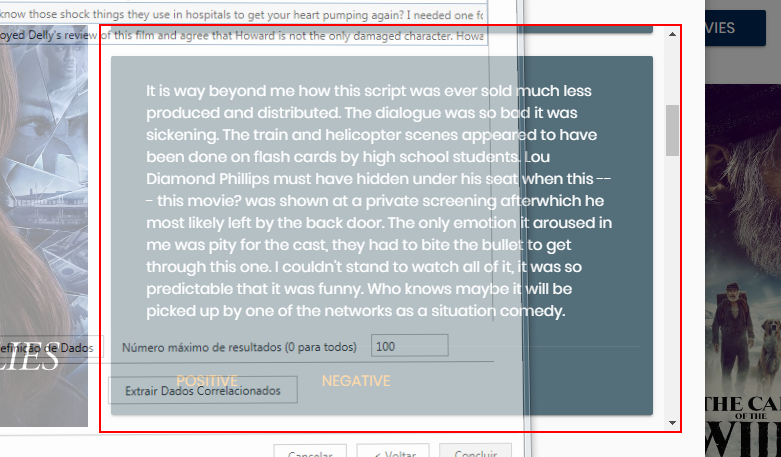 know those shock things they use in hospitals to get your heart pumping again? I needed one fo
oyed Delly's review of this film and agree that Howard is not the only damaged character. Howa
VIES
It is way beyond me how this script was ever sold much less
produced and distributed. The dialogue was so bad it was
sickening. The train and helicopter scenes appeared to have
been done on flash cards by high school students. Lou
Diamond Phillips must have hidden under his seat when this --
- this movie? was shown at a private screening afterwhich he
most likely left by the back door. The only emotion it aroused in
me was pity for the cast, they had to bite the bullet to get
through this one. I couldn't stand to watch all of it, it was so
predictable that it was funny. Who knows maybe it will be
picked up by one of the networks as a situation comedy.
efinição de Dados
LIES
Número máximo de resultados (0 para todos) 100
POSITIVE NEGATIVE
Extrair Dados Correlacionados
THE CA
OF THE
WIL
Cancelar < Voltar Concluir